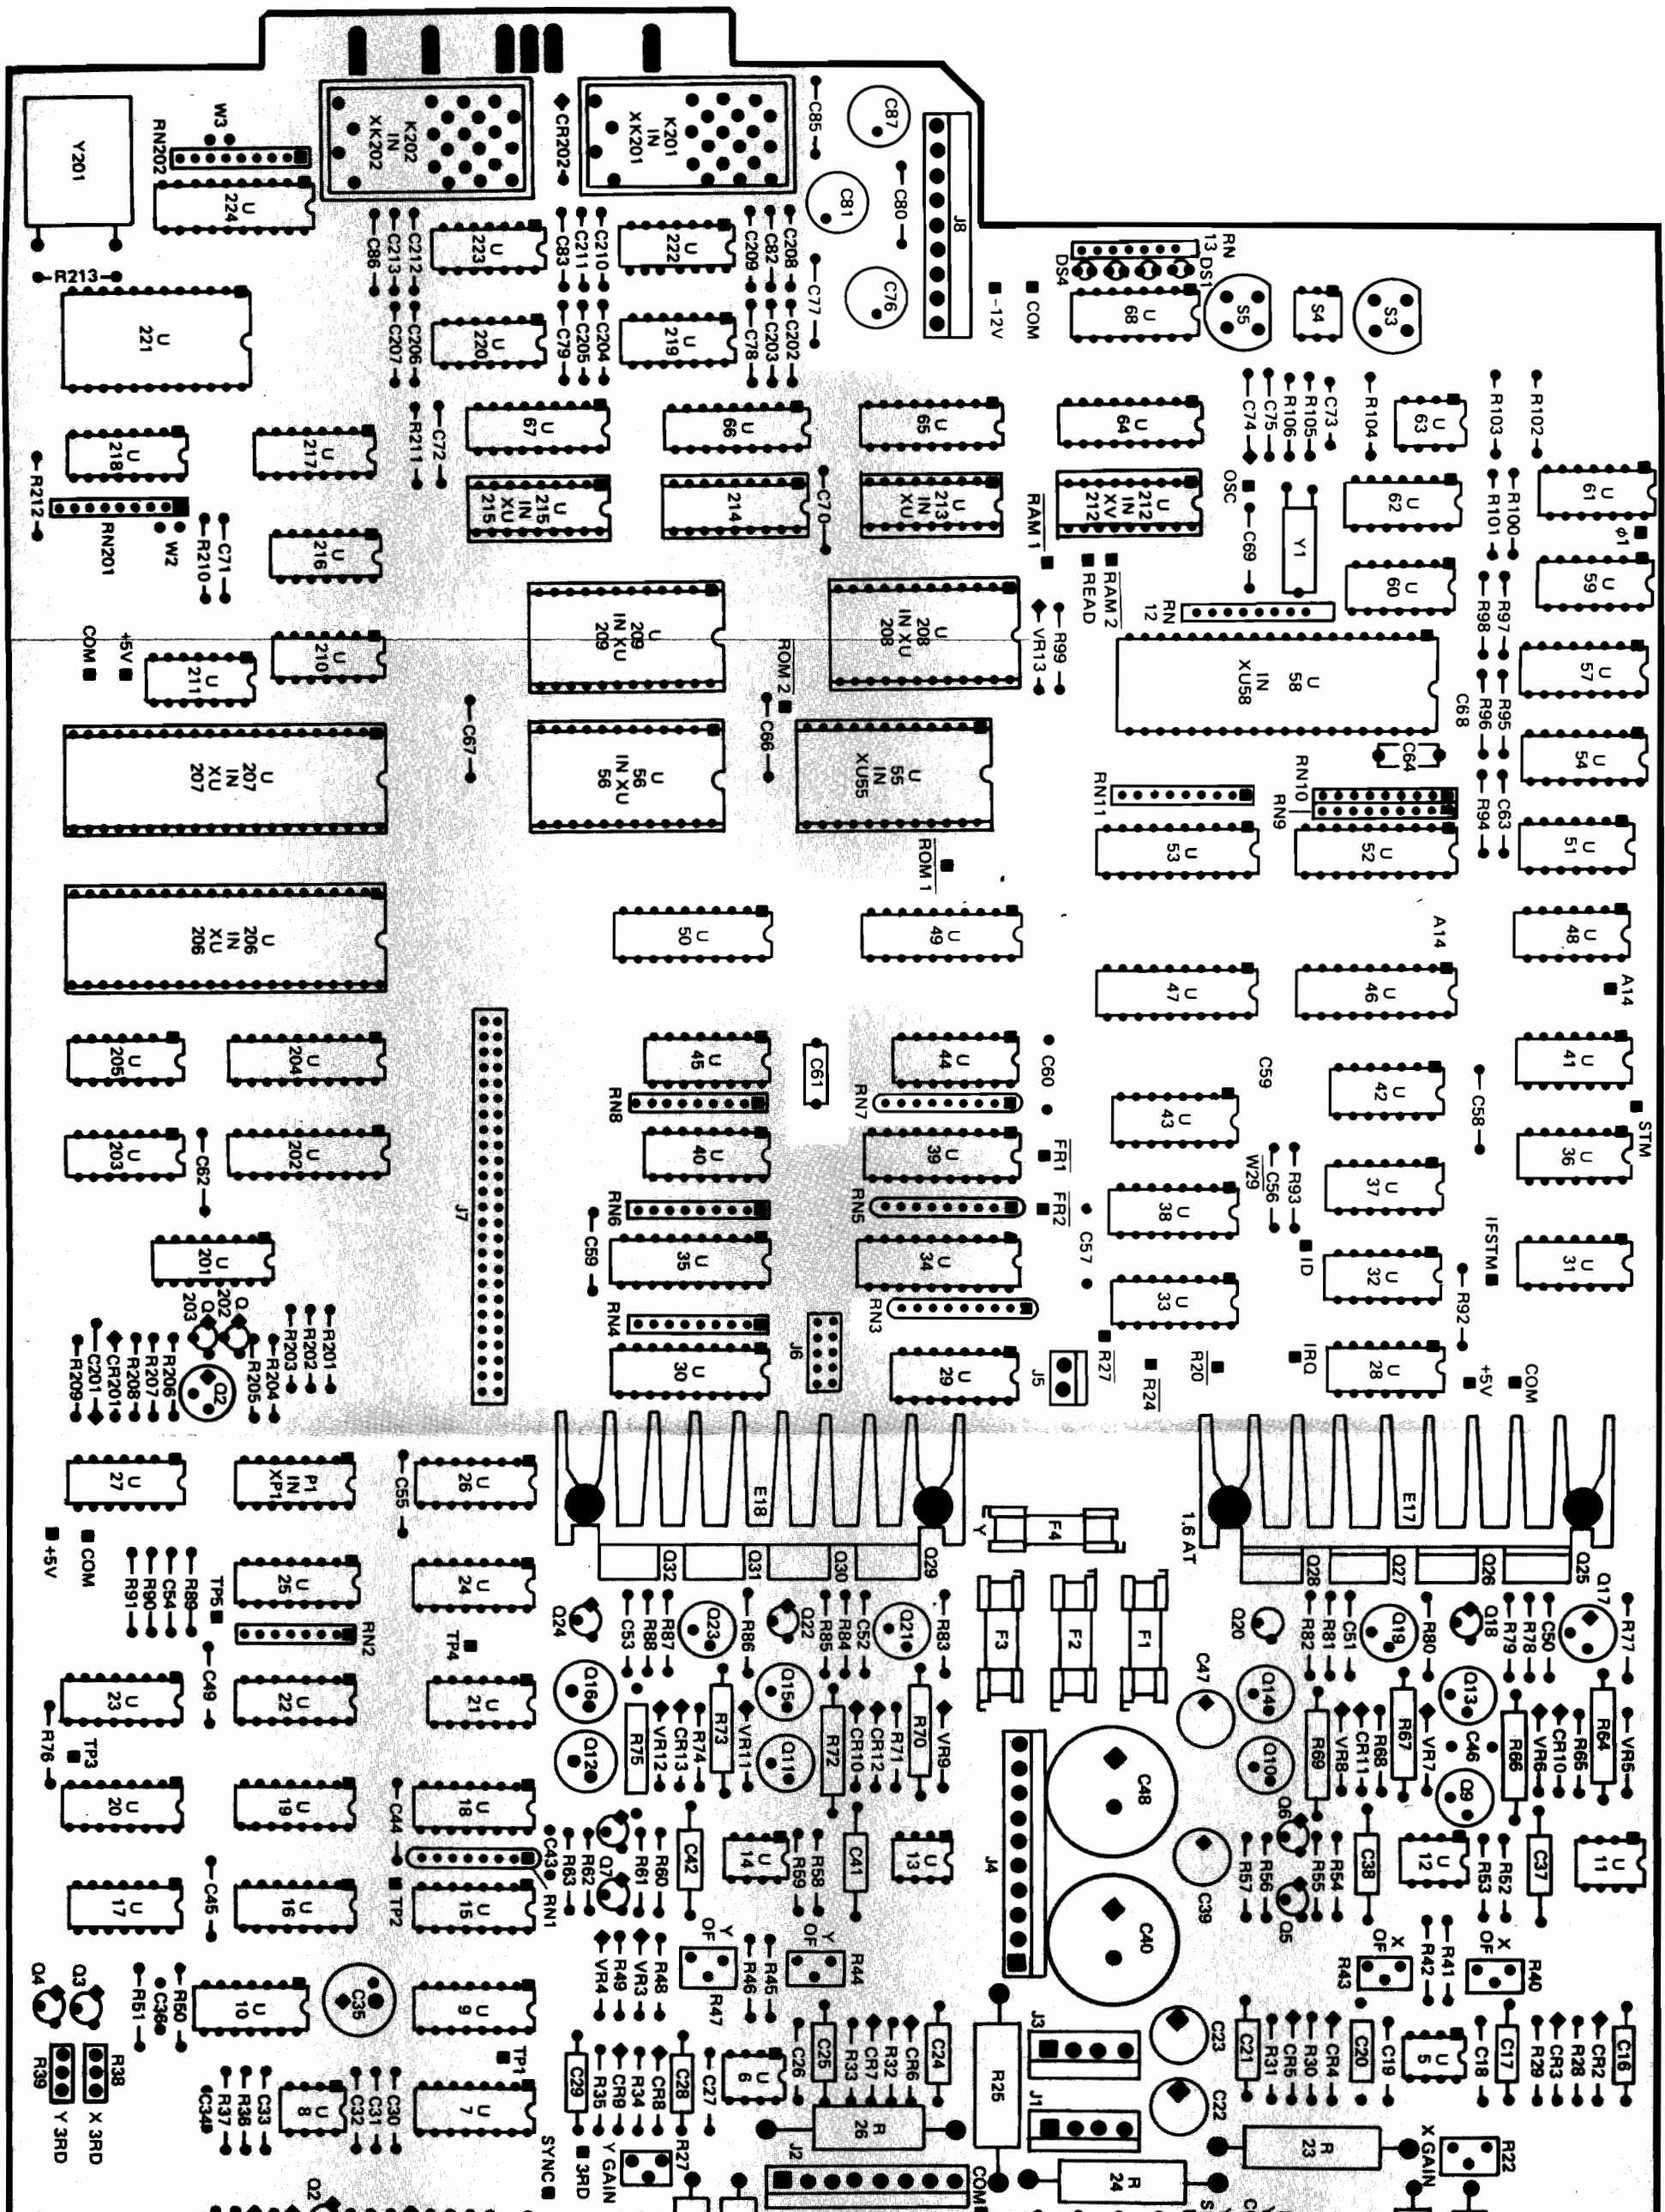 C87
C85
C80
C81
C77
C76
J8
W3
RN202
Y201
U 224
K202 IN XK202
CR202
K201 IN XK201
R213
U 221
C86
C213
C212
C207
C206
U 223
U 220
C83
C211
C210
C79
C205
C204
U 222
U 219
C209
C82
C208
C78
C203
C202
-12V
COM
RN 13
DS1
DS4
U 68
S5
S4
S3
C74
C75
R106
R105
C73
R104
U 63
R103
R102
U 218
U 217
R211
C72
U 67
U 66
U 65
U 64
R212
RN201
W2
R210
C71
U 216
U 215 IN XU 215
U 214
C70
U 213 IN XU
RAM 1
U 212 IN XV 212
OSC
C69
Y1
U 62
R101
R100
U 61
φ1
COM
+5V
U 211
U 210
U 209 IN XU 209
ROM 2
U 208 IN XU 208
VR13
R99
READ
RAM 2
RN 12
U 60
R98
R97
U 59
U 58 IN XU58
C68
R96
R95
U 57
U 207 IN XU 207
C67
U 56 IN XU 56
C66
U 55 IN XU55
C64
RN11
RN10
RN9
R94
C63
U 54
ROM 1
U 53
U 52
U 51
U 206 IN XU 206
U 50
U 49
A14
U 48
A14
U 47
U 46
U 205
U 204
U 45
C61
U 44
C60
C59
U 42
C58
U 41
RN8
RN7
U 43
STM
U 203
C62
U 202
J7
U 40
U 39
FR1
C56
W29
R93
U 37
U 36
RN6
RN5
FR2
C57
U 38
U 201
C59
U 35
U 34
ID
U 32
IFSTM
U 31
Q 203
Q 202
RN4
J6
RN3
U 33
R92
R209
C201
CR201
R208
R207
R206
Q2
R205
R204
R203
R202
R201
U 30
U 29
J5
R27
R24
R20
IRQ
U 28
+5V
COM
U 27
P1 IN XP1
C55
U 26
E18
F4
Y
1.6 AT
E17
+5V
COM
R91
R90
C54
R89
TP5
U 25
RN2
U 24
TP4
Q32
Q31
Q30
Q29
Q28
Q27
Q26
Q25
Q17
Q24
C53
R88
R87
Q23
R86
Q22
R85
R84
C52
Q21
R83
F3
F2
F1
Q20
R82
R81
C51
Q19
R80
Q18
R79
R78
C50
R77
C49
U 23
U 22
U 21
R76
TP3
Q16
Q12
R75
VR12
CR13
R74
R73
VR11
Q15
Q11
R72
CR10
CR12
R71
R70
VR9
C47
C48
Q14
Q10
R69
VR8
CR11
R68
R67
VR7
Q13
C46
Q9
R66
VR6
CR10
R65
R64
VR5
U 20
U 19
C44
U 18
C43
RN1
R63
R62
Q7
R61
R60
C42
U 14
R59
R58
C41
U 13
J4
C39
C40
Q6
R57
R56
R55
Q5
R54
C38
U 12
R53
R52
C37
U 11
C45
U 17
U 16
TP2
U 15
VR4
R49
VR3
R48
Y OF
R47
R46
R45
Y OF
R44
X OF
R43
R42
R41
X OF
R40
Q4
Q3
R51
C36
R50
U 10
C35
U 9
TP1
R39
R38
Y 3RD
X 3RD
C34
R37
R36
C33
U 8
C32
C31
C30
U 7
C29
R35
CR9
R34
CR8
C28
C27
U 6
C26
C25
R33
CR7
R32
CR6
C24
R25
J3
J1
C23
C22
C21
R31
CR5
R30
CR4
C20
C19
U 5
C18
C17
R29
CR3
R28
CR2
C16
SYNC
3RD
Y GAIN
R27
R 26
J2
COM
R 24
R 23
X GAIN
R22
Q2